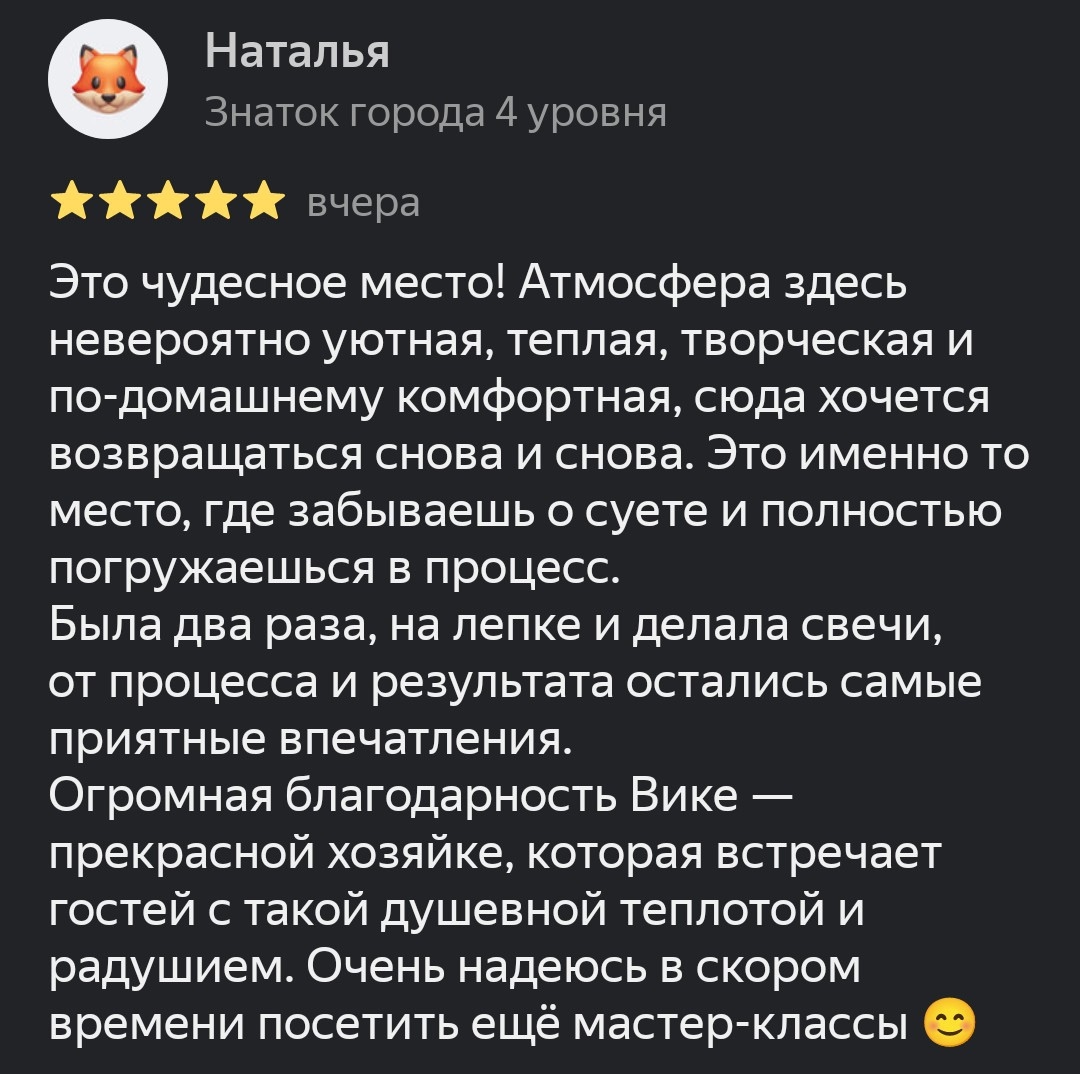 Наталья
Знаток города 4 уровня
вчера
Это чудесное место! Атмосфера здесь
невероятно уютная, теплая, творческая и
по-домашнему комфортная, сюда хочется
возвращаться снова и снова. Это именно то
место, где забываешь о суете и полностью
погружаешься в процесс.
Была два раза, на лепке и делала свечи,
от процесса и результата остались самые
приятные впечатления.
Огромная благодарность Вике —
прекрасной хозяйке, которая встречает
гостей с такой душевной теплотой и
радушием. Очень надеюсь в скором
времени посетить ещё мастер-классы 😊